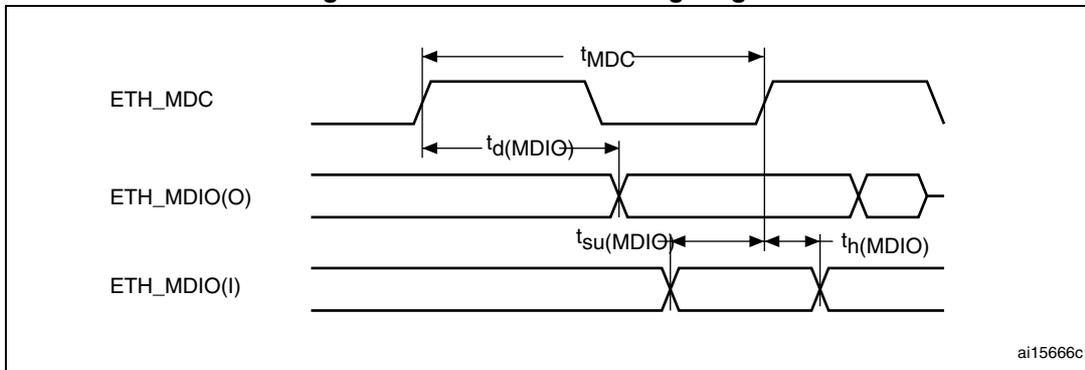 tMDC
ETH_MDC
td(MDIO)
ETH_MDIO(O)
tsu(MDIO)
th(MDIO)
ETH_MDIO(I)
ai15666c